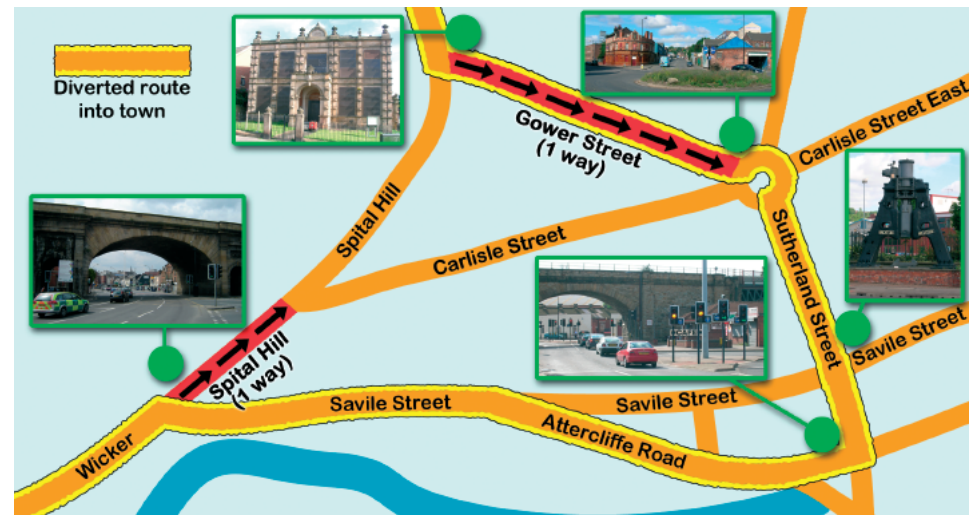 Diverted route
into town
Gower Street
(1 way)
Carlisle Street East
Spital Hill
Carlisle Street
Sutherland Street
Spital Hill
(1 way)
Savile Street
Savile Street
Savile Street
Attercliffe Road
Wicker